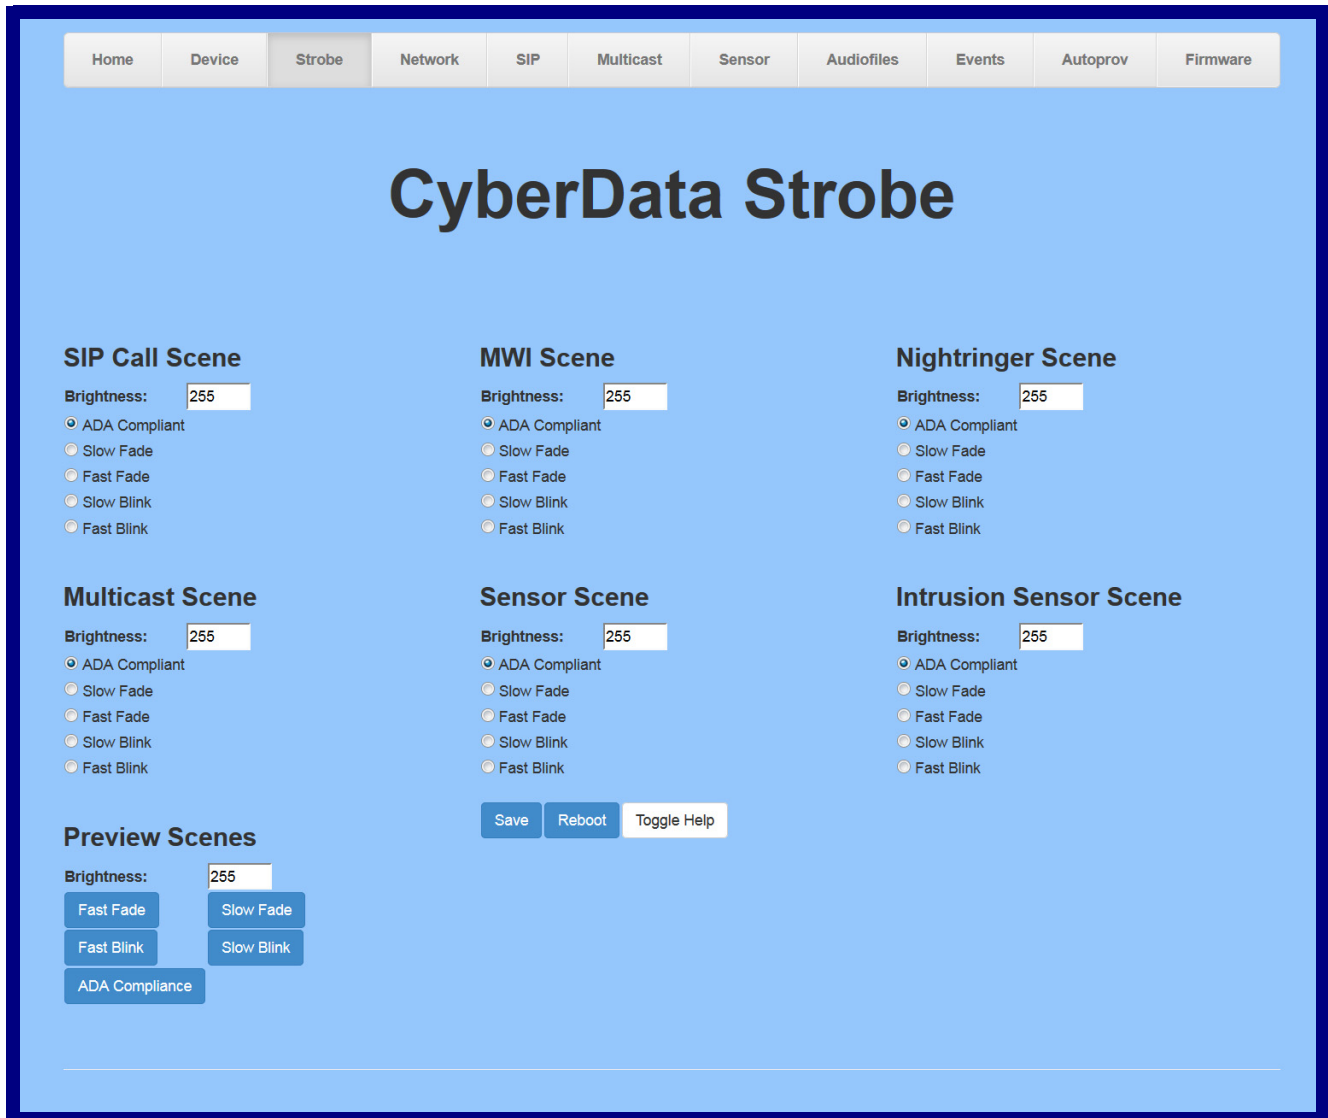 Home Device Strobe Network SIP Multicast Sensor Audiofiles Events Autoprov Firmware
CyberData Strobe
SIP Call Scene
Brightness: 255
ADA Compliant
Slow Fade
Fast Fade
Slow Blink
Fast Blink
MWI Scene
Brightness: 255
ADA Compliant
Slow Fade
Fast Fade
Slow Blink
Fast Blink
Nightringer Scene
Brightness: 255
ADA Compliant
Slow Fade
Fast Fade
Slow Blink
Fast Blink
Multicast Scene
Brightness: 255
ADA Compliant
Slow Fade
Fast Fade
Slow Blink
Fast Blink
Sensor Scene
Brightness: 255
ADA Compliant
Slow Fade
Fast Fade
Slow Blink
Fast Blink
Intrusion Sensor Scene
Brightness: 255
ADA Compliant
Slow Fade
Fast Fade
Slow Blink
Fast Blink
Preview Scenes
Brightness: 255
Fast Fade Slow Fade
Fast Blink Slow Blink
ADA Compliance
Save Reboot Toggle Help